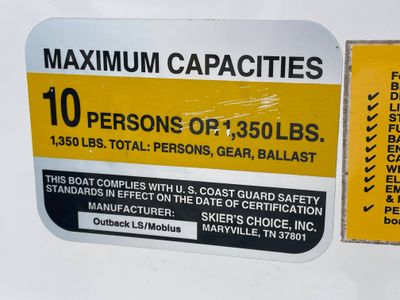 MAXIMUM CAPACITIES
10 PERSONS OR 1,350 LBS.
1,350 LBS. TOTAL: PERSONS, GEAR, BALLAST
THIS BOAT COMPLIES WITH U. S. COAST GUARD SAFETY
STANDARDS IN EFFECT ON THE DATE OF CERTIFICATION
MANUFACTURER:
Outback LS/Mobius
SKIER'S CHOICE, INC.
MARYVILLE, TN 37801